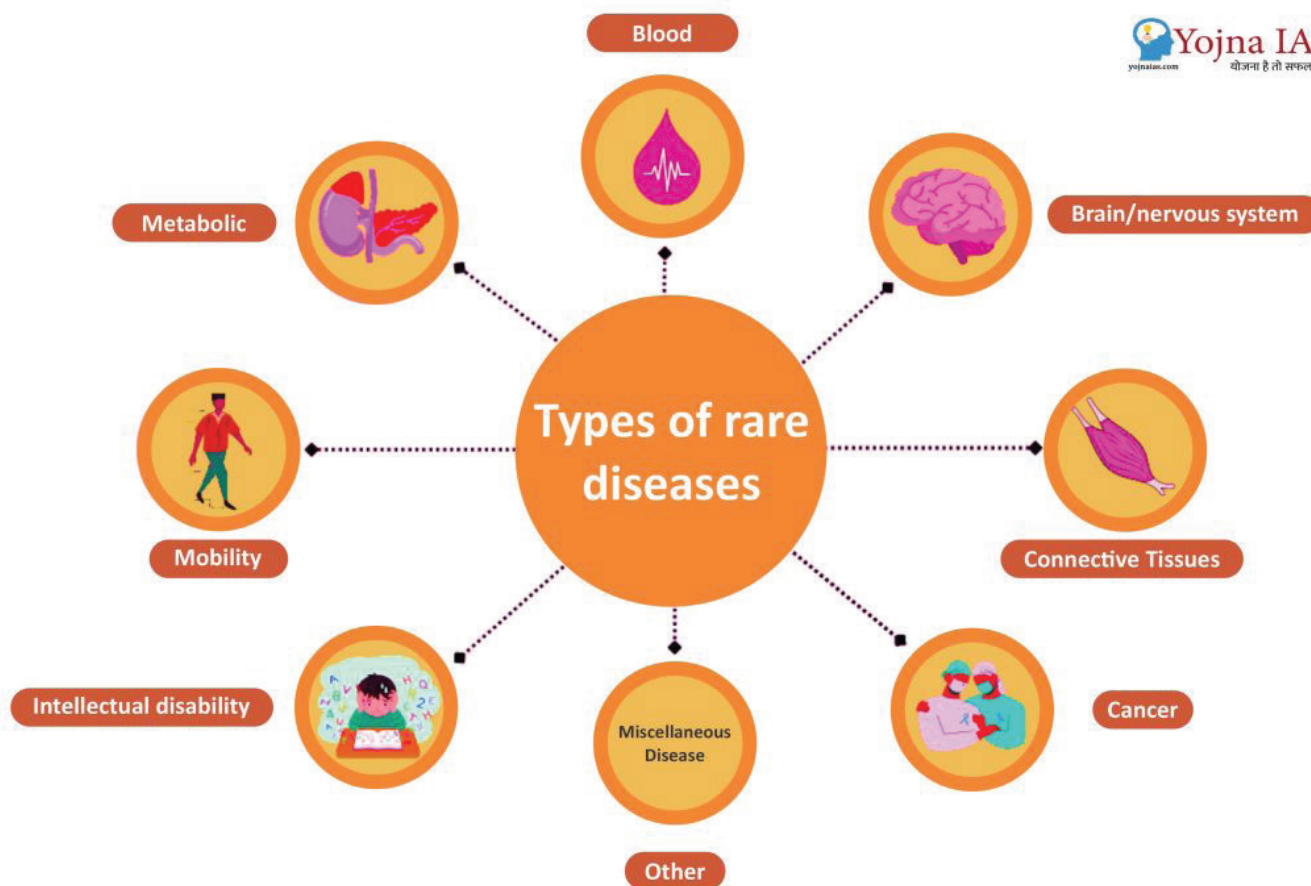 Blood
Yojna IA
yojnaias.com
योजना है तो सफल
Metabolic
Brain/nervous system
Types of rare
diseases
Mobility
Connective Tissues
Intellectual disability
Miscellaneous
Disease
Cancer
Other